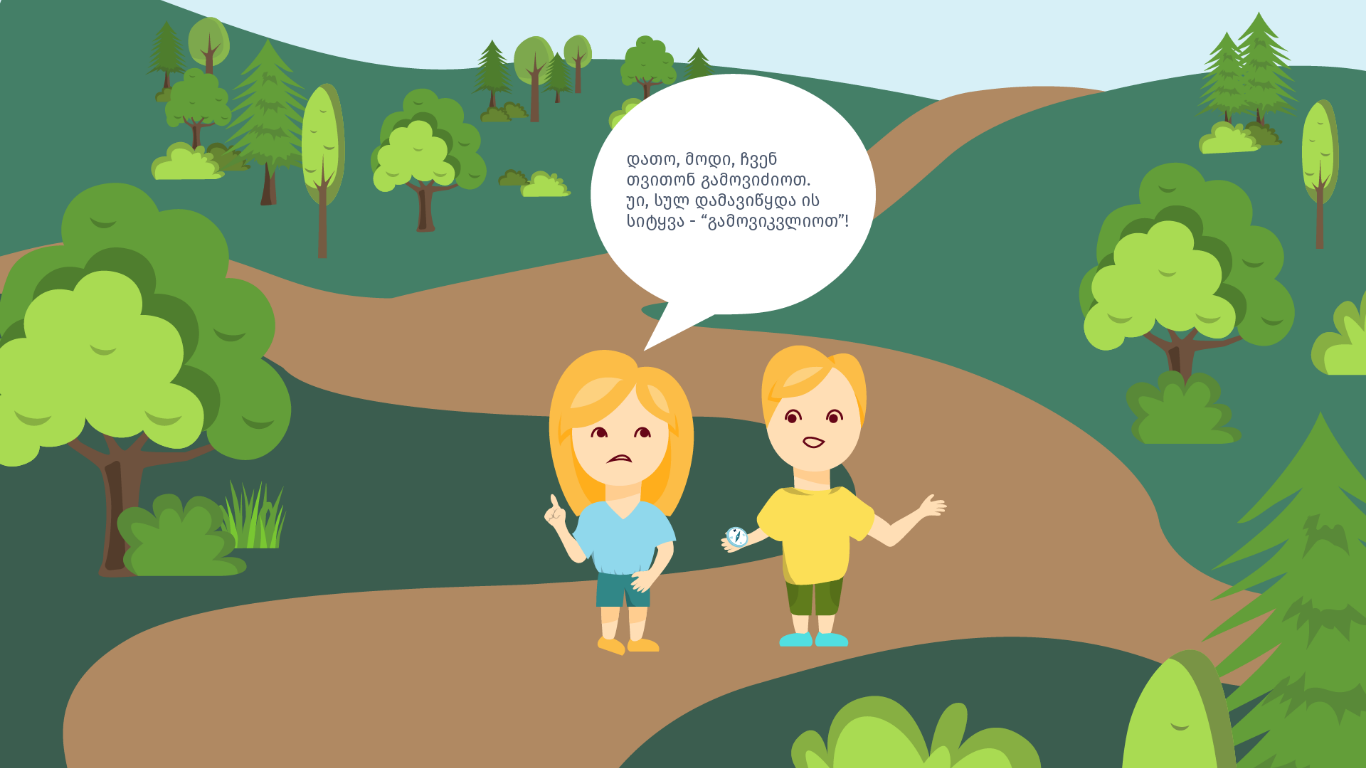 დათო, მოდი, ჩვენ
თვითონ გამოვიძიოთ.
უი, სულ დამავიწყდა ის
სიტყვა - “გამოვიკვლიოთ”!